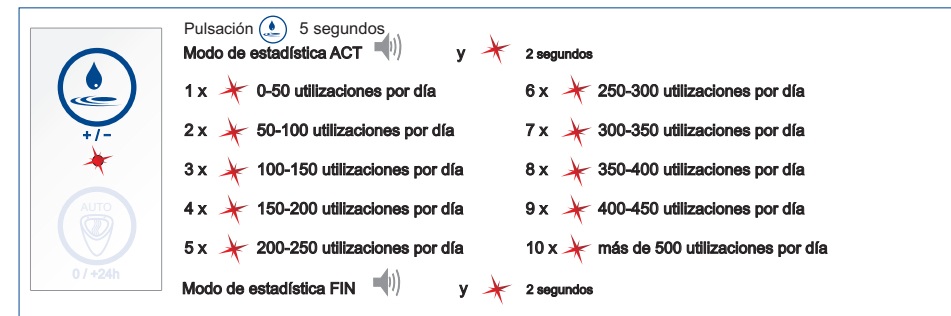 Pulsación 5 segundos
Modo de estadística ACT y 2 segundos
1 x 0-50 utilizaciones por día
2 x 50-100 utilizaciones por día
3 x 100-150 utilizaciones por día
4 x 150-200 utilizaciones por día
5 x 200-250 utilizaciones por día
6 x 250-300 utilizaciones por día
7 x 300-350 utilizaciones por día
8 x 350-400 utilizaciones por día
9 x 400-450 utilizaciones por día
10 x más de 500 utilizaciones por día
Modo de estadística FIN y 2 segundos
+ / −
AUTO
0 / +24h